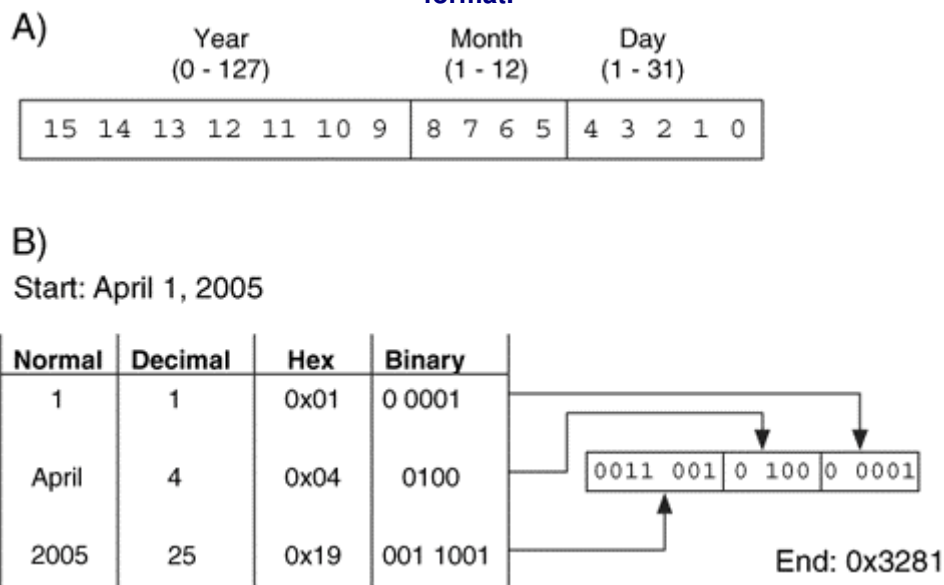 format.
A)
Year Month Day
(0 - 127) (1 - 12) (1 - 31)
15 14 13 12 11 10 9 8 7 6 5 4 3 2 1 0
B)
Start: April 1, 2005
Normal Decimal Hex Binary
1 1 0x01 0 0001
April 4 0x04 0100
0011 001 0 100 0 0001
2005 25 0x19 001 1001
End: 0x3281